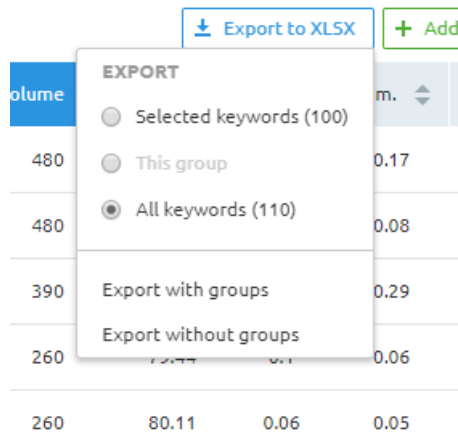 Export to XLSX
+ Add
EXPORT
olume
m.
Selected keywords (100)
480
This group
0.17
All keywords (110)
480
0.08
Export with groups
390
0.29
Export without groups
260
0.06
260
80.11
0.06
0.05